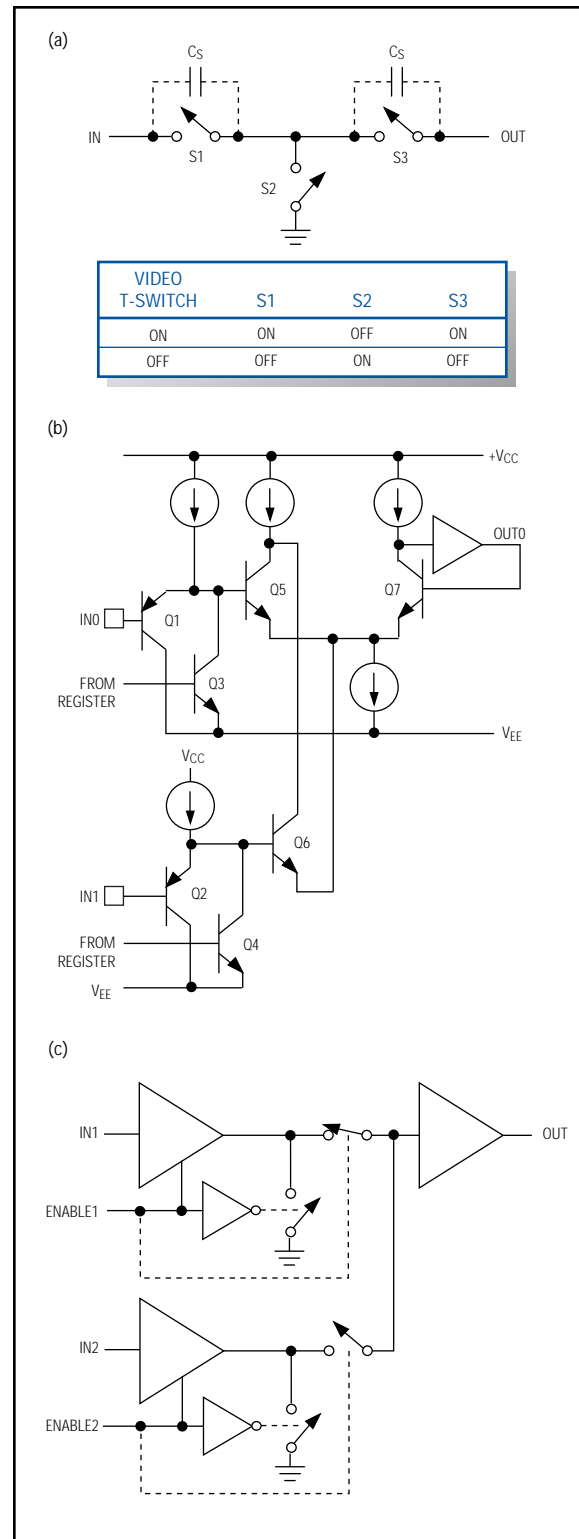 (a)
CS
CS
IN
S1
S3
OUT
S2
VIDEO
T-SWITCH
S1
S2
S3
ON
ON
OFF
ON
OFF
OFF
ON
OFF
(b)
+VCC
OUT0
Q5
Q7
Q1
IN0
Q3
FROM
REGISTER
VEE
VCC
Q6
IN1
Q2
Q4
FROM
REGISTER
VEE
(c)
IN1
OUT
ENABLE1
IN2
ENABLE2